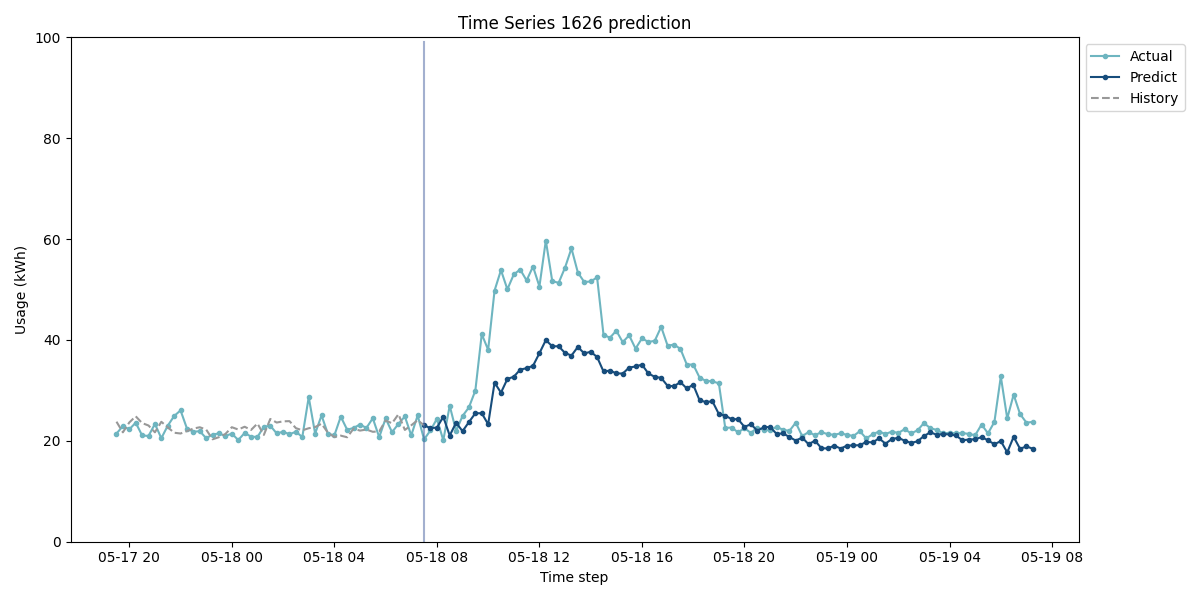 Time Series 1626 prediction
100
80
60
40
20
0
Usage (kWh)
05-17 20
05-18 00
05-18 04
05-18 08
05-18 12
05-18 16
05-18 20
05-19 00
05-19 04
05-19 08
Time step
Actual
Predict
History